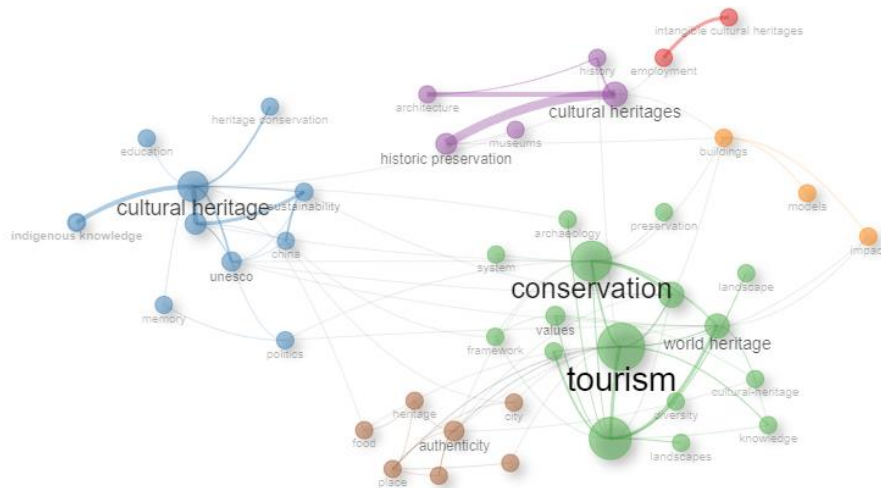 intangible cultural heritages
history
employment
architecture
cultural heritages
heritage conservation
education
museums
buildings
historic preservation
cultural heritage
sustainability
models
preservation
indigenous knowledge
archaeology
impact
china
unesco
system
landscape
conservation
memory
values
world heritage
politics
framework
tourism
cultural-heritage
heritage
city
diversity
food
authenticity
knowledge
landscapes
place